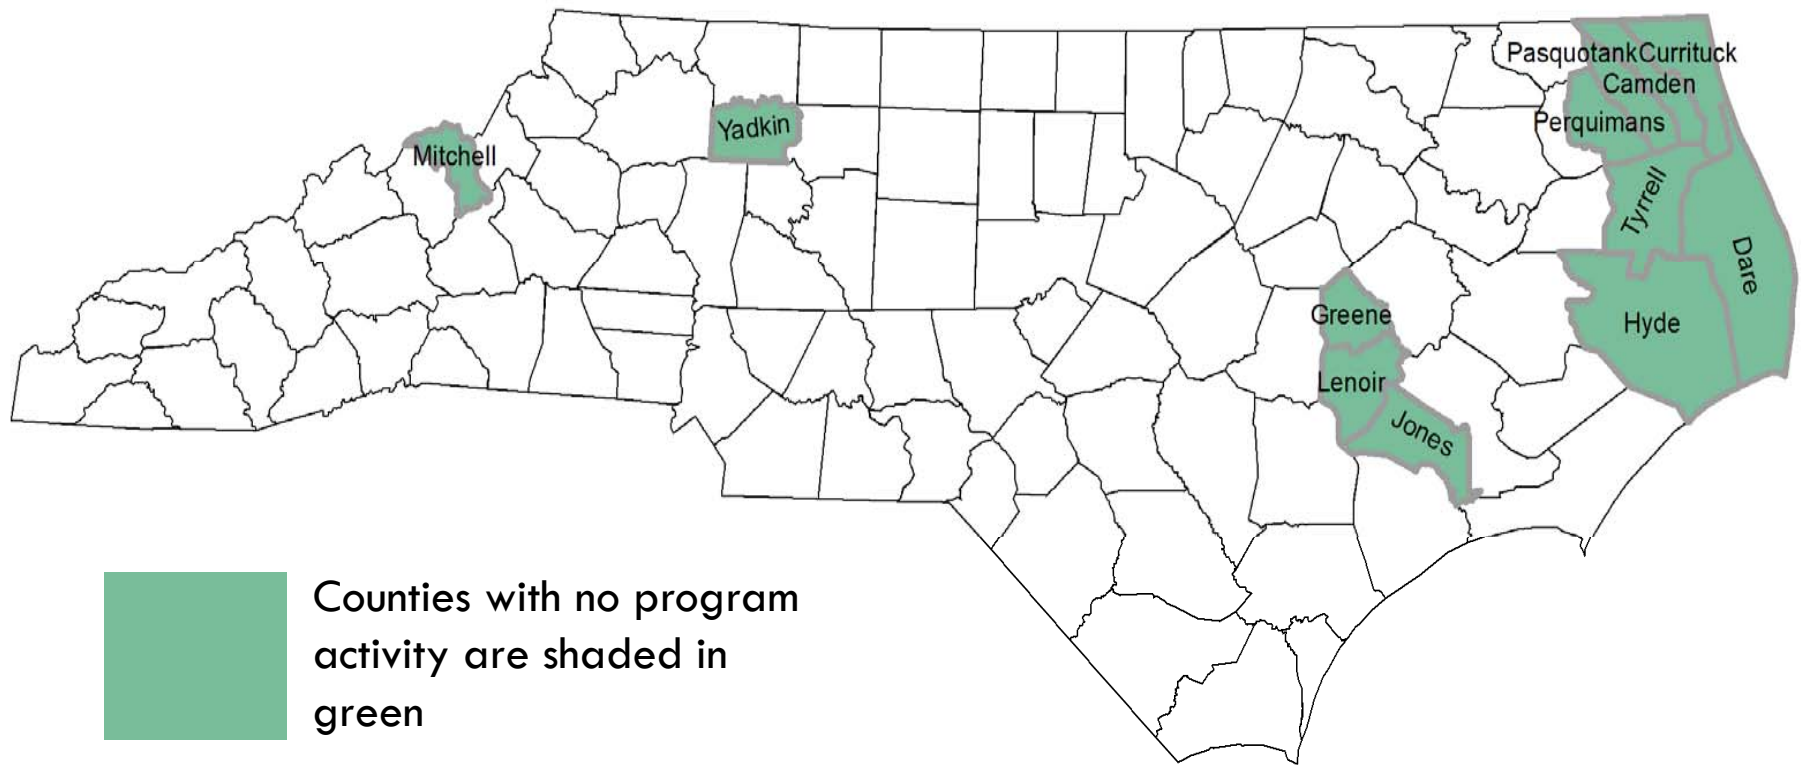 PasquotankCurrituck
Camden
Perquimans
Yadkin
Mitchell
Tyrrell
Dare
Greene
Hyde
Lenoir
Jones
Counties with no program
activity are shaded in
green